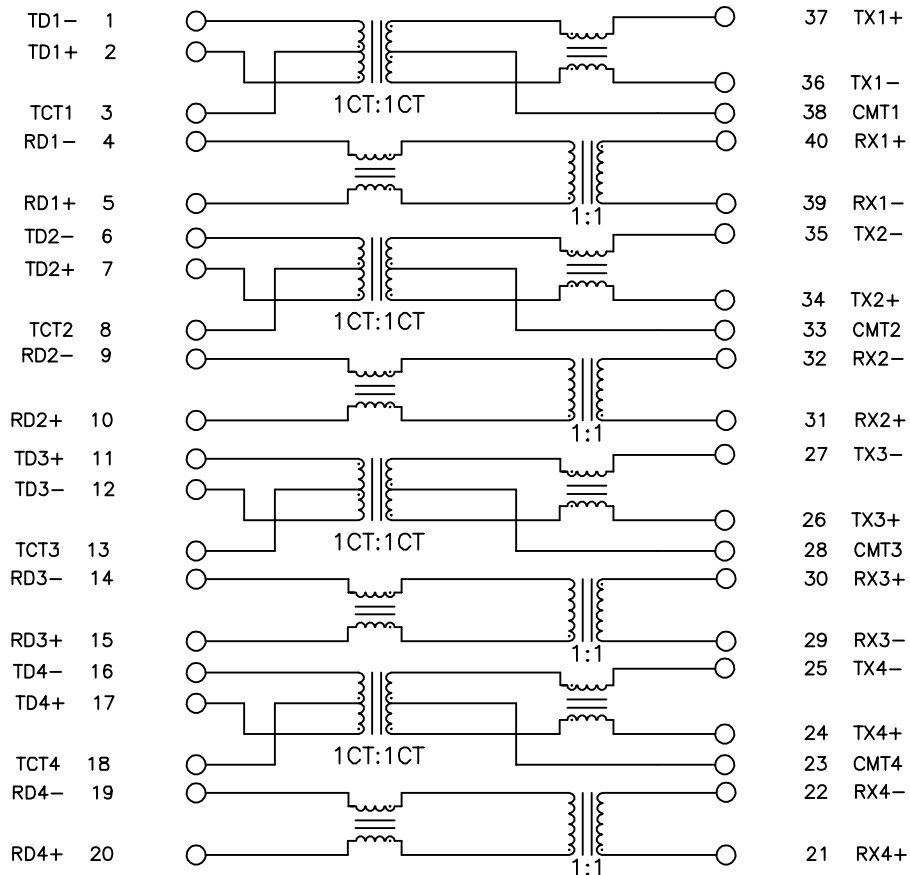 TD1- 1 37 TX1+
TD1+ 2
36 TX1-
1CT:1CT
TCT1 3 38 CMT1
RD1- 4 40 RX1+
RD1+ 5 39 RX1-
1:1
TD2- 6 35 TX2-
TD2+ 7
34 TX2+
1CT:1CT
TCT2 8 33 CMT2
RD2- 9 32 RX2-
RD2+ 10 31 RX2+
1:1
TD3+ 11 27 TX3-
TD3- 12
26 TX3+
1CT:1CT
TCT3 13 28 CMT3
RD3- 14 30 RX3+
RD3+ 15 29 RX3-
1:1
TD4- 16 25 TX4-
TD4+ 17
24 TX4+
1CT:1CT
TCT4 18 23 CMT4
RD4- 19 22 RX4-
RD4+ 20 21 RX4+
1:1